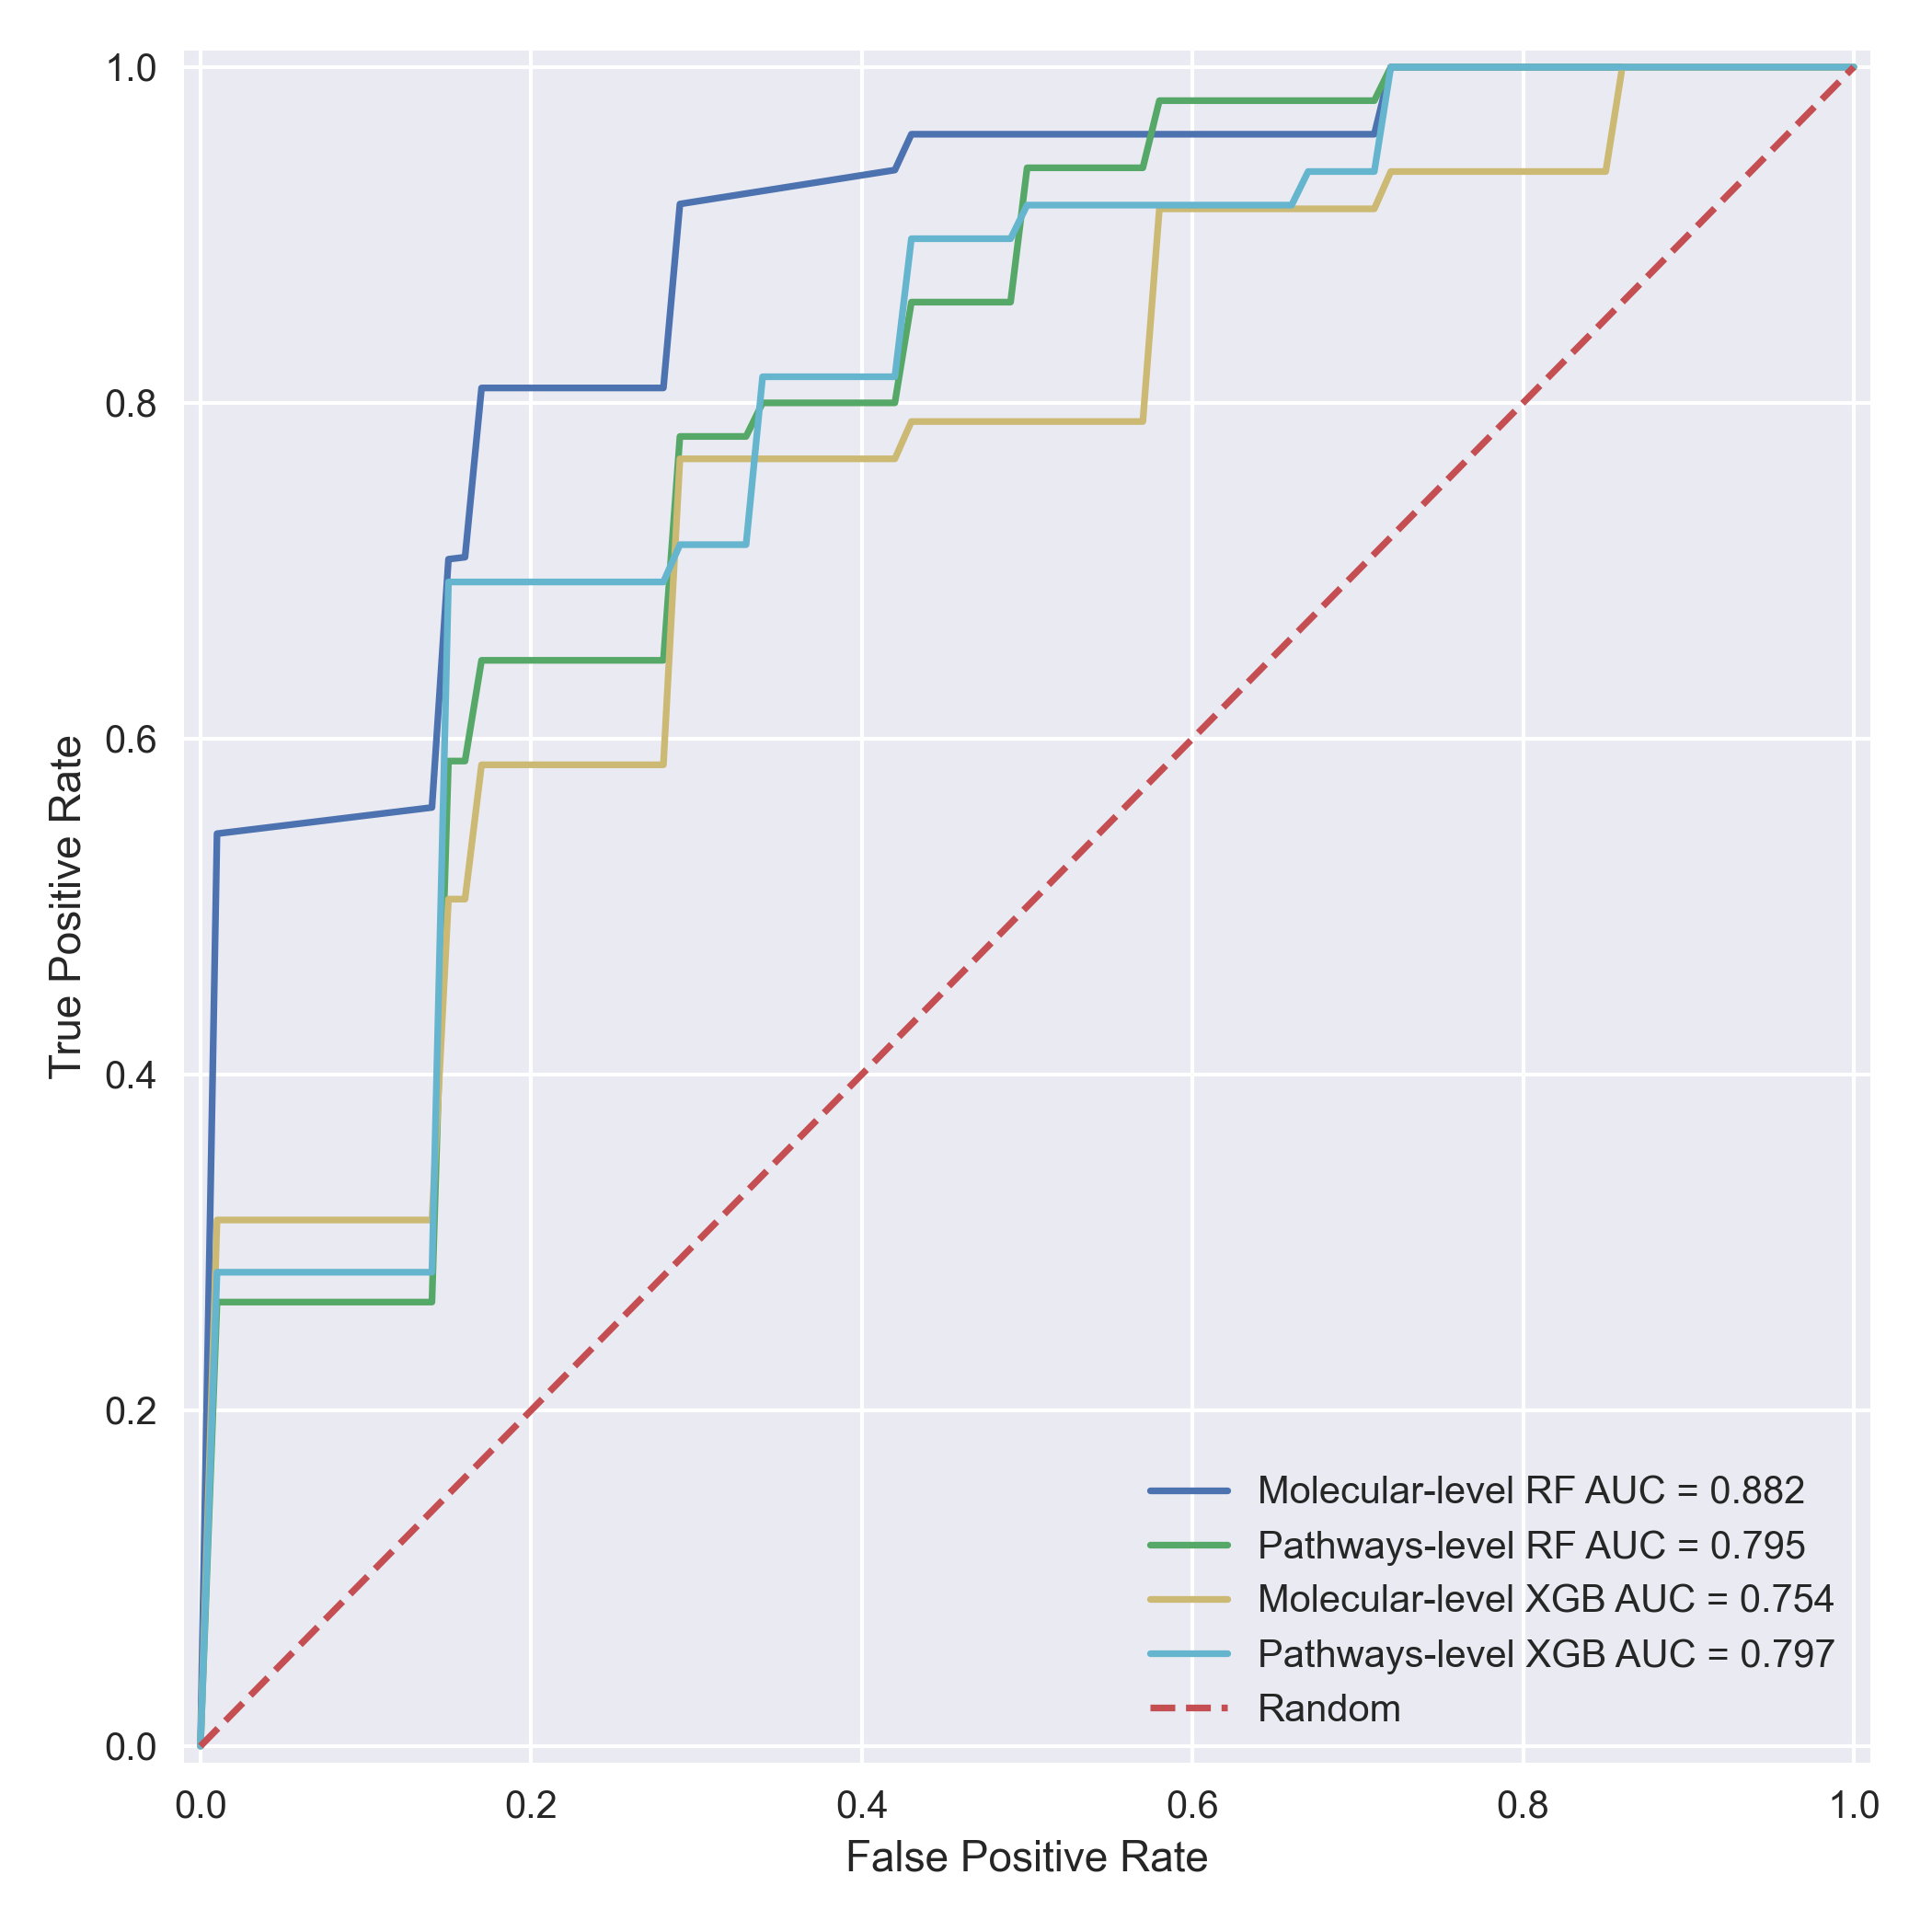 1.0
0.8
0.6
0.4
0.2
0.0
True Positive Rate
Molecular-level RF AUC = 0.882
Pathways-level RF AUC = 0.795
Molecular-level XGB AUC = 0.754
Pathways-level XGB AUC = 0.797
Random
0.0 0.2 0.4 0.6 0.8 1.0
False Positive Rate